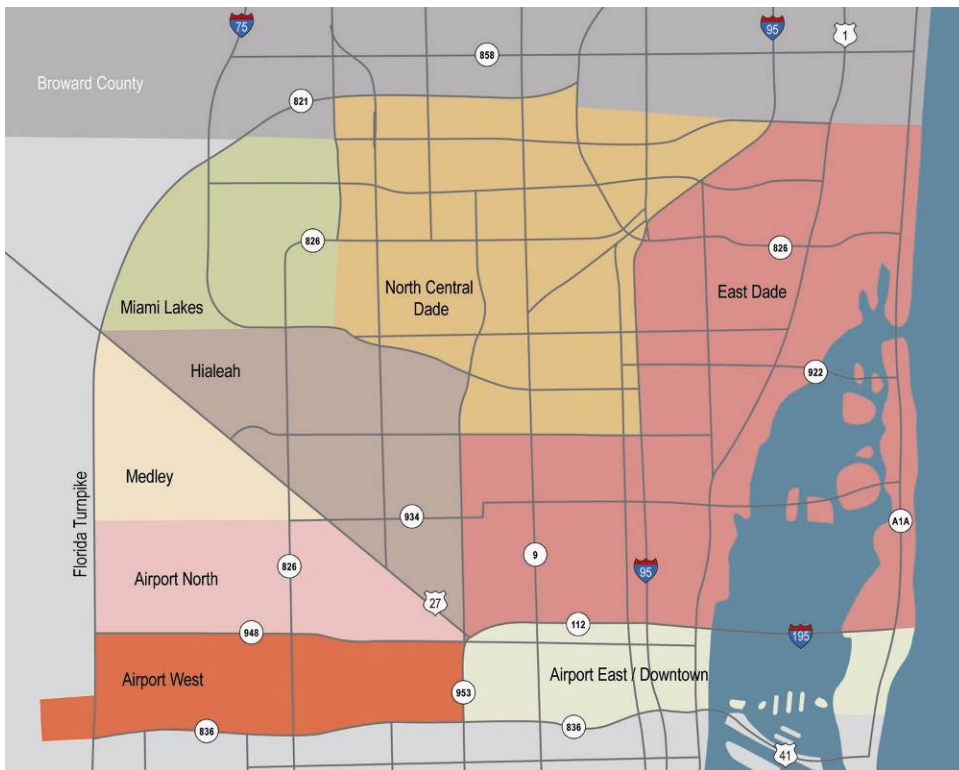 75
95
1
858
Broward County
821
826
North Central
Dade
826
East Dade
Miami Lakes
Hialeah
922
Medley
Florida Turnpike
934
A1A
826
9
95
Airport North
27
948
112
195
Airport West
953
Airport East / Downtown
836
836
41